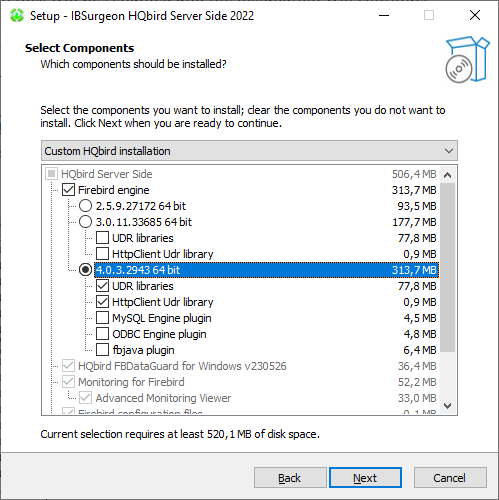 Setup - IBSurgeon HQbird Server Side 2022
Select Components
Which components should be installed?
Select the components you want to install; clear the components you do not want to
install. Click Next when you are ready to continue.
Custom HQbird installation
HQbird Server Side 506,4 MB
Firebird engine 313,7 MB
2.5.9.27172 64 bit 93,5 MB
3.0.11.33685 64 bit 177,7 MB
UDR libraries 77,8 MB
HttpClient Udr library 0,9 MB
4.0.3.2943 64 bit 313,7 MB
UDR libraries 77,8 MB
HttpClient Udr library 0,9 MB
MySQL Engine plugin 4,5 MB
ODBC Engine plugin 4,8 MB
fbjava plugin 6,4 MB
HQbird FBDataGuard for Windows v230526 36,4 MB
Monitoring for Firebird 52,2 MB
Advanced Monitoring Viewer 33,0 MB
Firebird configuration files 0,1 MB
Current selection requires at least 520,1 MB of disk space.
Back Next Cancel